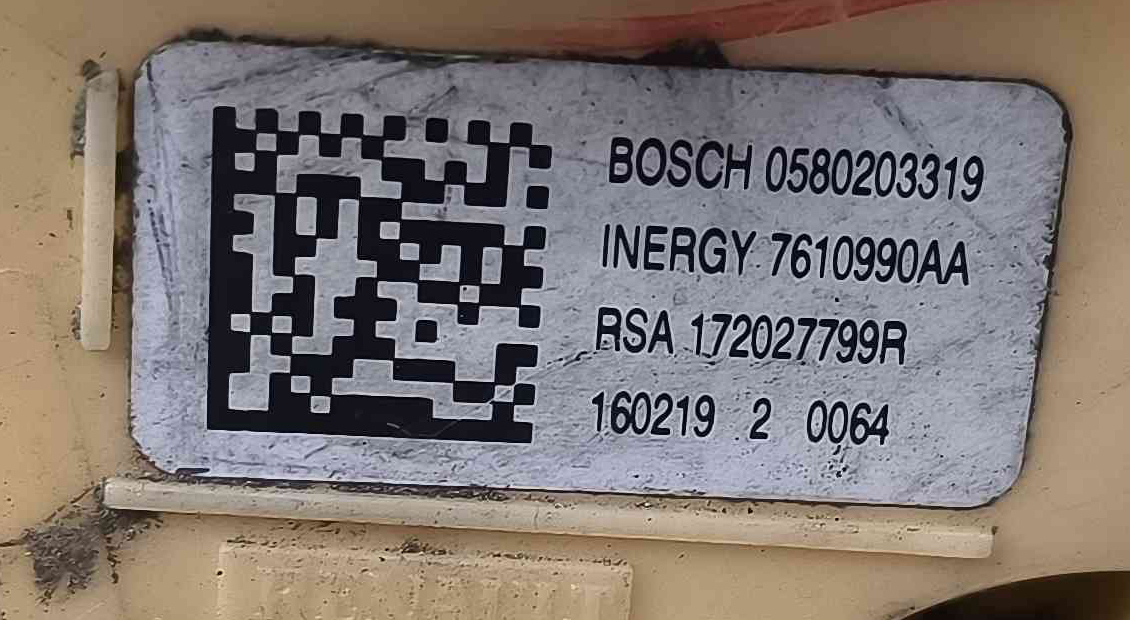 BOSCH 0580203319
INERGY 7610990AA
RSA 172027799R
160219 2 0064